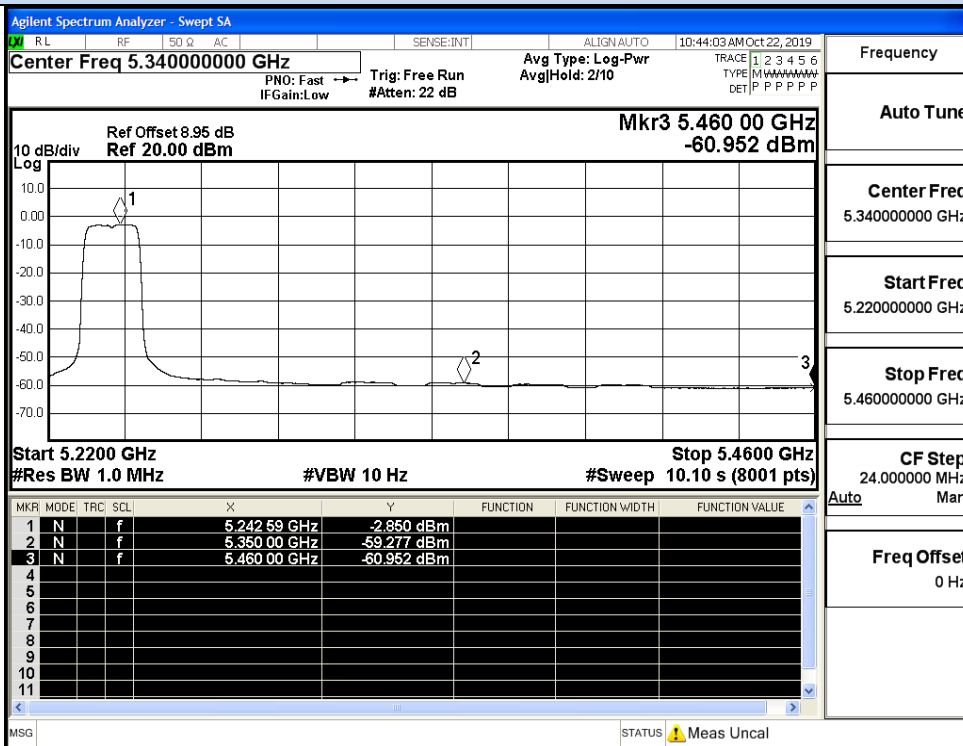 Agilent Spectrum Analyzer - Swept SA
LXI RL RF 50 Ω AC SENSE:INT ALIGN AUTO 10:44:03 AM Oct 22, 2019
Center Freq 5.340000000 GHz
PNO: Fast
IFGain:Low
Trig: Free Run
#Atten: 22 dB
Avg Type: Log-Pwr
Avg|Hold: 2/10
TRACE 1 2 3 4 5 6
TYPE M
DET P P P P P
Frequency
Auto Tune
Center Freq
5.340000000 GHz
Start Freq
5.220000000 GHz
Stop Freq
5.460000000 GHz
CF Step
24.000000 MHz
Auto Man
Freq Offset
0 Hz
Mkr3 5.460 00 GHz
-60.952 dBm
Ref Offset 8.95 dB
10 dB/div Ref 20.00 dBm
Log
10.0
0.00
-10.0
-20.0
-30.0
-40.0
-50.0
-60.0
-70.0
1
2
3
Start 5.2200 GHz Stop 5.4600 GHz
#Res BW 1.0 MHz #VBW 10 Hz #Sweep 10.10 s (8001 pts)
MKR MODE TRC SCL X Y FUNCTION FUNCTION WIDTH FUNCTION VALUE
1 N f 5.242 59 GHz -2.850 dBm
2 N f 5.350 00 GHz -59.277 dBm
3 N f 5.460 00 GHz -60.952 dBm
4
5
6
7
8
9
10
11
MSG STATUS Meas Uncal